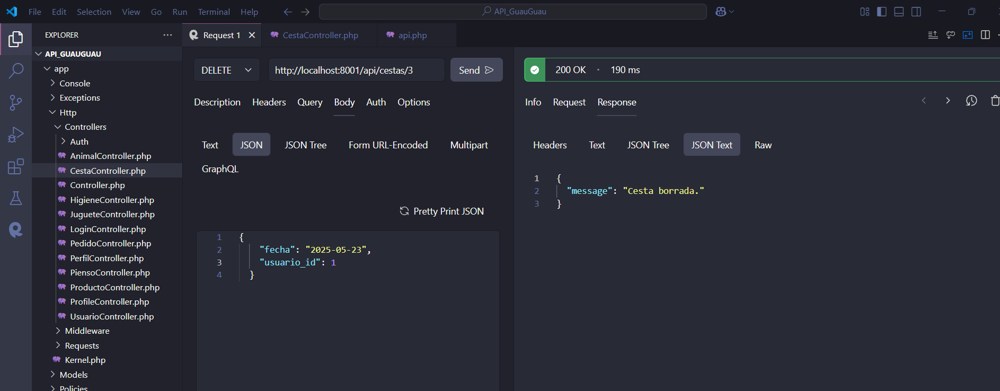 File Edit Selection View Go Run Terminal Help
API_GuauGuau
EXPLORER
API_GUAUGUAU
app
Console
Exceptions
Http
Controllers
Auth
AnimalController.php
CestaController.php
Controller.php
HigieneController.php
JugueteController.php
LoginController.php
PedidoController.php
PerfilController.php
PiensoController.php
ProductoController.php
ProfileController.php
UsuarioController.php
Middleware
Requests
Kernel.php
Models
Policies
Request 1 CestaController.php api.php
DELETE http://localhost:8001/api/cestas/3 Send
Description Headers Query Body Auth Options
Text JSON JSON Tree Form URL-Encoded Multipart
GraphQL
Pretty Print JSON
1 {
2 "fecha": "2025-05-23",
3 "usuario_id": 1
4 }
200 OK · 190 ms
Info Request Response
Headers Text JSON Tree JSON Text Raw
1 {
2 "message": "Cesta borrada."
3 }